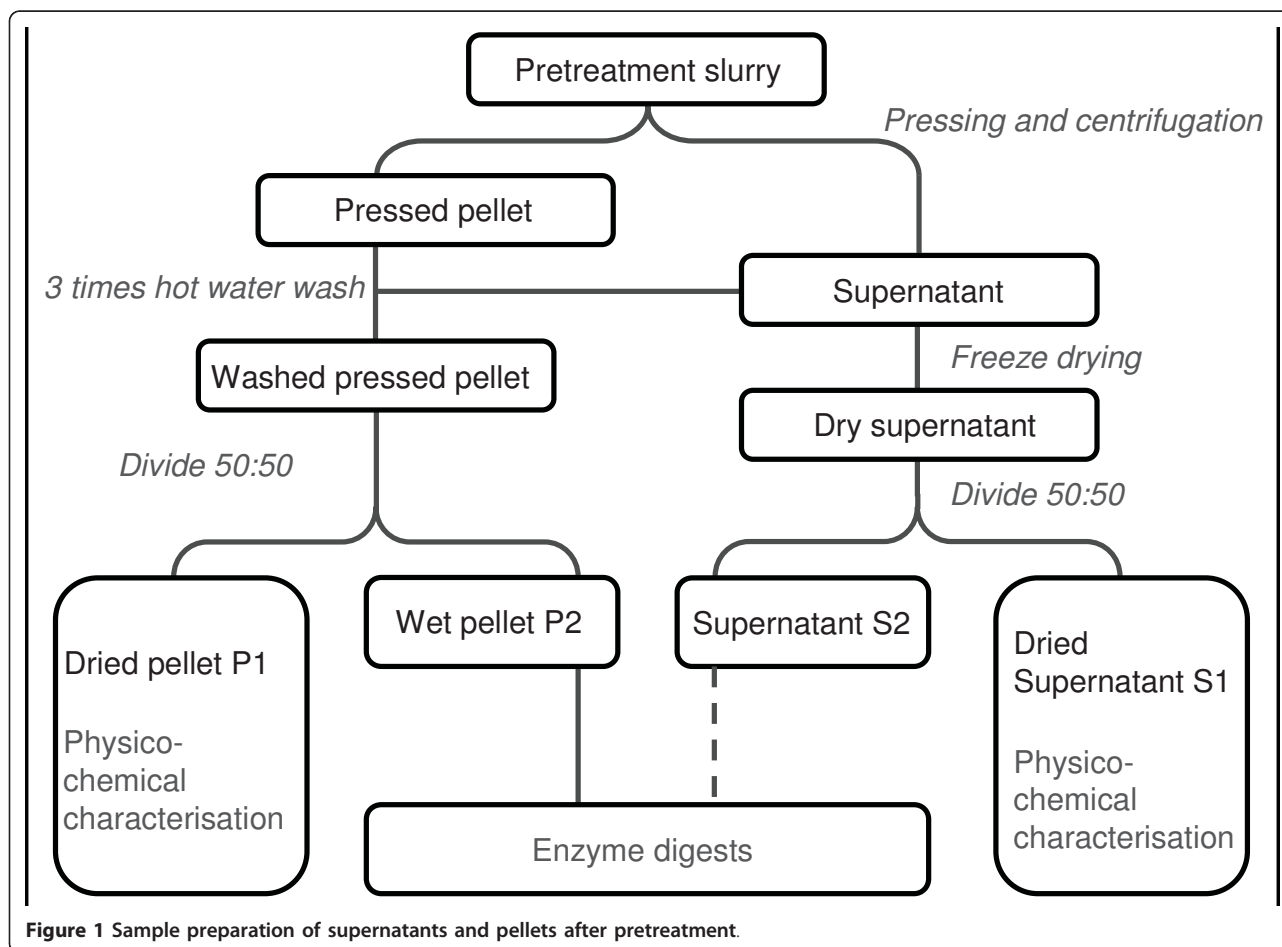 Pretreatment slurry
Pressing and centrifugation
Pressed pellet
3 times hot water wash
Supernatant
Washed pressed pellet
Freeze drying
Dry supernatant
Divide 50:50
Divide 50:50
Dried pellet P1
Physico-
chemical
characterisation
Wet pellet P2
Supernatant S2
Dried
Supernatant S1
Physico-
chemical
characterisation
Enzyme digests
Figure 1 Sample preparation of supernatants and pellets after pretreatment.